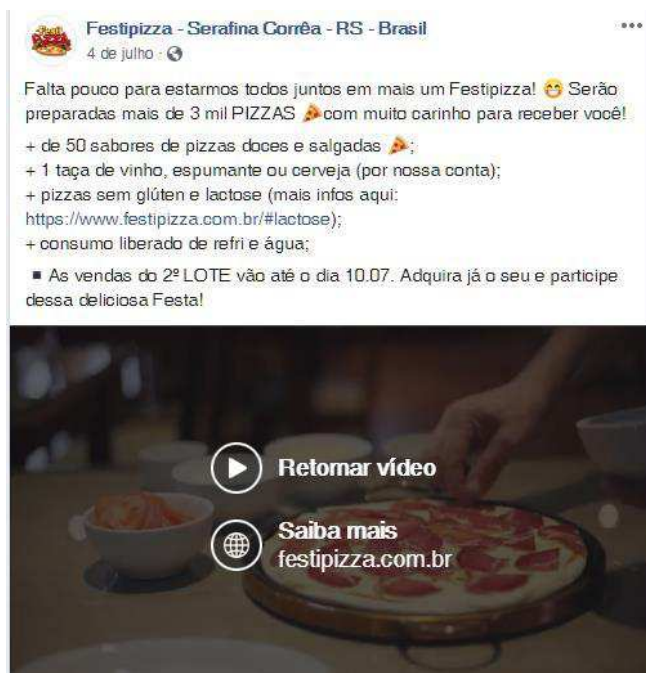 Festi
PIZZA
Festipizza - Serafina Corrêa - RS - Brasil
4 de julho ·
Falta pouco para estarmos todos juntos em mais um Festipizza! 😁 Serão
preparadas mais de 3 mil PIZZAS 🍕com muito carinho para receber você!
+ de 50 sabores de pizzas doces e salgadas 🍕;
+ 1 taça de vinho, espumante ou cerveja (por nossa conta);
+ pizzas sem glúten e lactose (mais infos aqui:
https://www.festipizza.com.br/#lactose);
+ consumo liberado de refri e água;
▪ As vendas do 2º LOTE vão até o dia 10.07. Adquira já o seu e participe
dessa deliciosa Festa!
Retomar vídeo
Saiba mais
festipizza.com.br